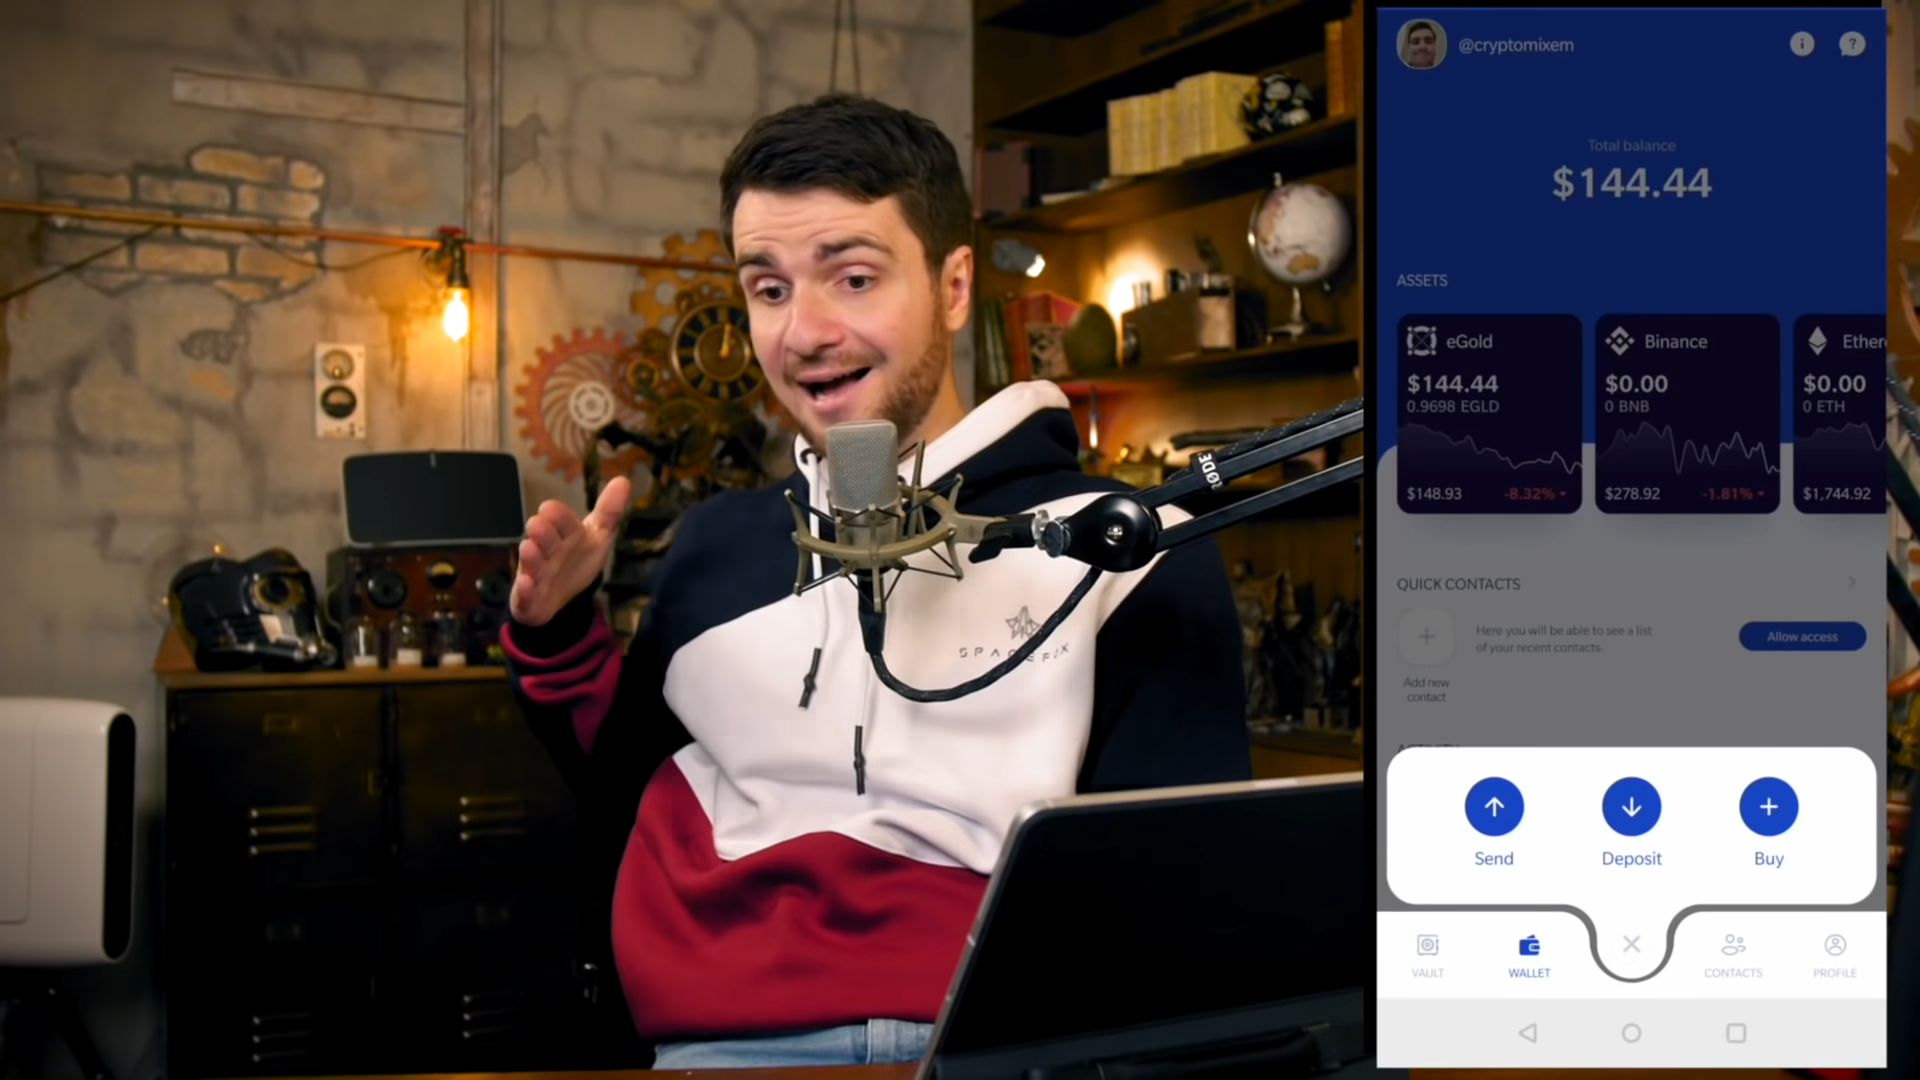 @cryptomixem
Total balance
$144.44
ASSETS
eGold
$144.44
0.9698 EGLD
$148.93
-8.32%
Binance
$0.00
0 BNB
$278.92
-1.81%
Ether
$0.00
0 ETH
$1,744.92
QUICK CONTACTS
Add new
contact
Here you will be able to see a list
of your recent contacts.
Allow access
Send
Deposit
Buy
VAULT
WALLET
CONTACTS
PROFILE
RØDE
SPACEFOX